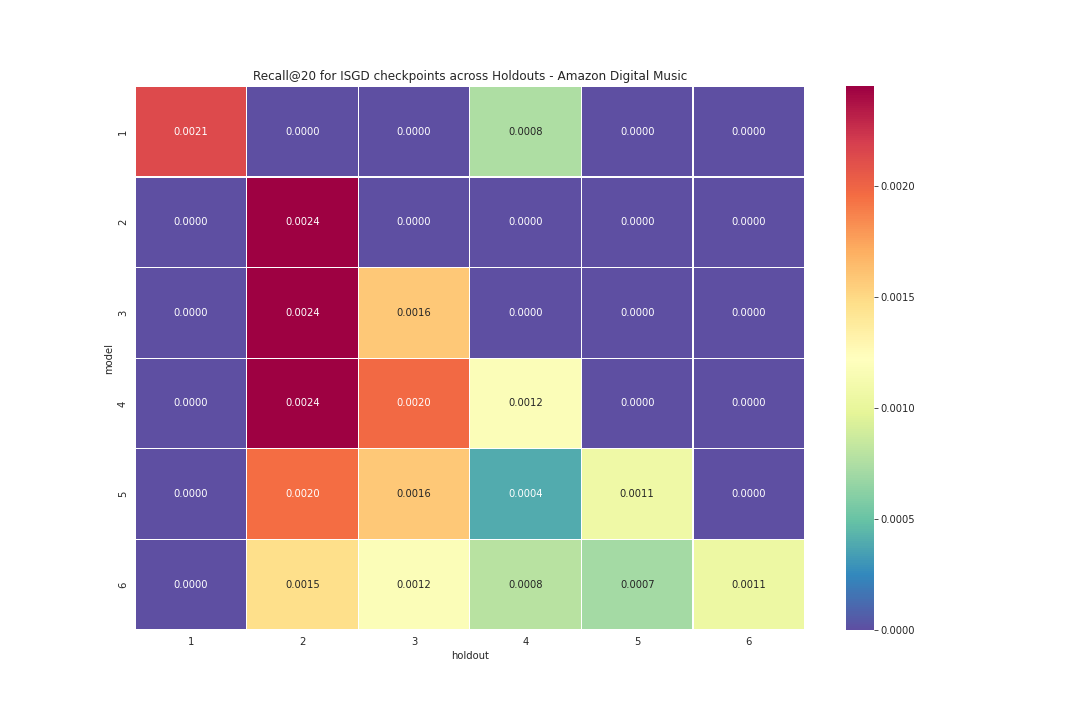 Recall@20 for ISGD checkpoints across Holdouts - Amazon Digital Music
1 0.0021 0.0000 0.0000 0.0008 0.0000 0.0000
2 0.0000 0.0024 0.0000 0.0000 0.0000 0.0000
3 0.0000 0.0024 0.0016 0.0000 0.0000 0.0000
4 0.0000 0.0024 0.0020 0.0012 0.0000 0.0000
5 0.0000 0.0020 0.0016 0.0004 0.0011 0.0000
6 0.0000 0.0015 0.0012 0.0008 0.0007 0.0011
model
1 2 3 4 5 6
holdout
0.0020
0.0015
0.0010
0.0005
0.0000